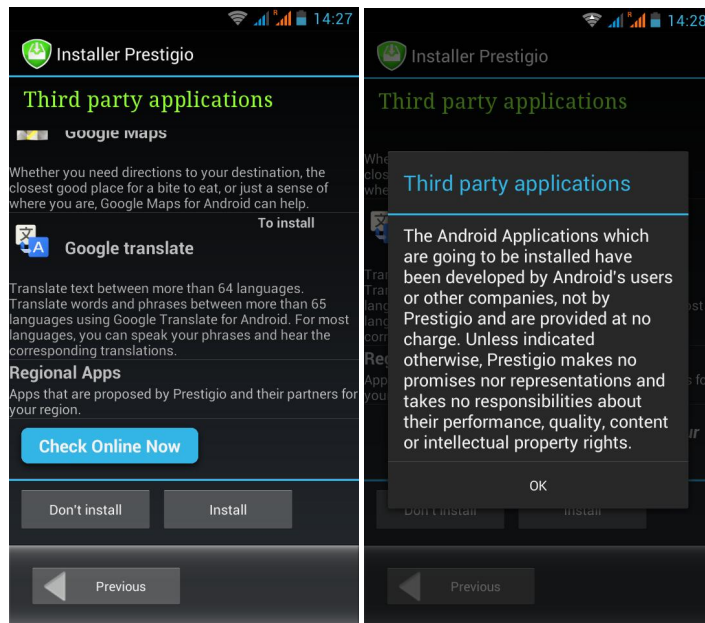 R 14:27
Installer Prestigio
Third party applications
Google Maps
Whether you need directions to your destination, the
closest good place for a bite to eat, or just a sense of
where you are, Google Maps for Android can help.
To install
文
A
Google translate
Translate text between more than 64 languages.
Translate words and phrases between more than 65
languages using Google Translate for Android. For most
languages, you can speak your phrases and hear the
corresponding translations.
Regional Apps
Apps that are proposed by Prestigio and their partners for
your region.
Check Online Now
Don't install
Install
Previous
R 14:28
Installer Prestigio
Third party applications
Third party applications
The Android Applications which
are going to be installed have
been developed by Android's users
or other companies, not by
Prestigio and are provided at no
charge. Unless indicated
otherwise, Prestigio makes no
promises nor representations and
takes no responsibilities about
their performance, quality, content
or intellectual property rights.
OK
Don't install
Install
Previous